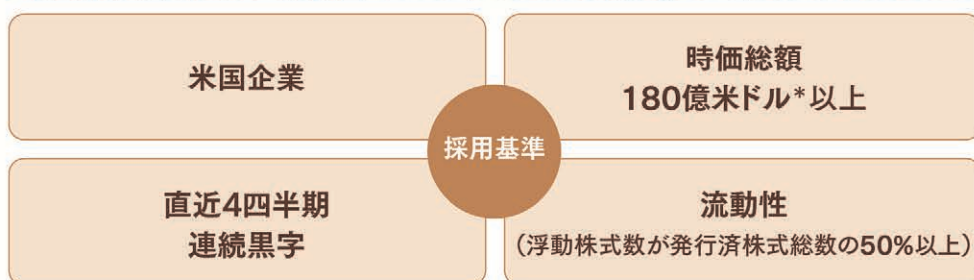 米国企業
時価総額
180億米ドル*以上
採用基準
直近4四半期
連続黒字
流動性
(浮動株式数が発行済株式総数の50%以上)